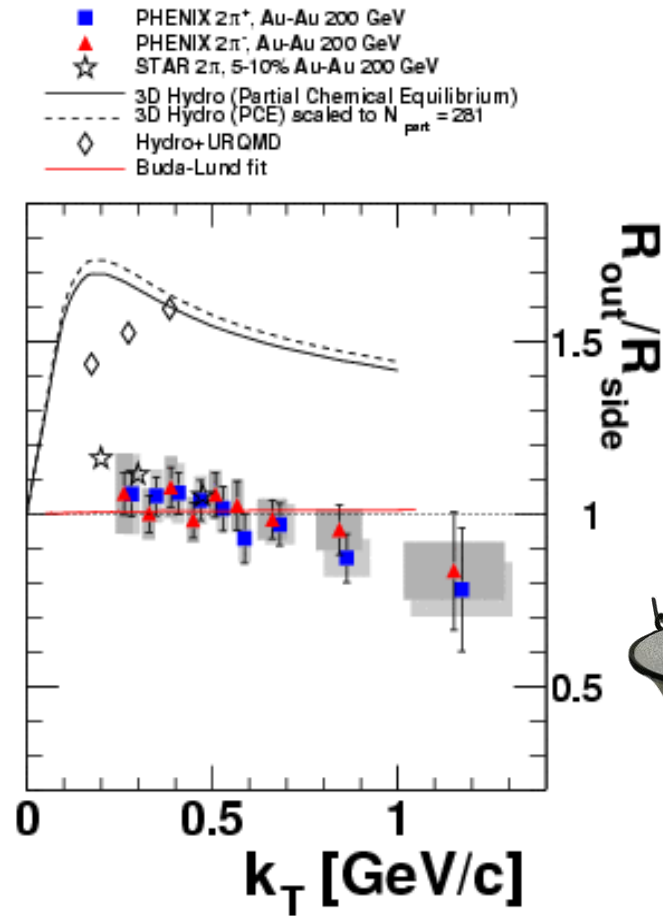 PHENIX 2π⁺, Au-Au 200 GeV
PHENIX 2π⁻, Au-Au 200 GeV
STAR 2π, 5-10% Au-Au 200 GeV
3D Hydro (Partial Chemical Equilibrium)
3D Hydro (PCE) scaled to N_part = 281
Hydro+URQMD
Buda-Lund fit
R_out/R_side
1.5
1
0.5
0 0.5 1
k_T [GeV/c]